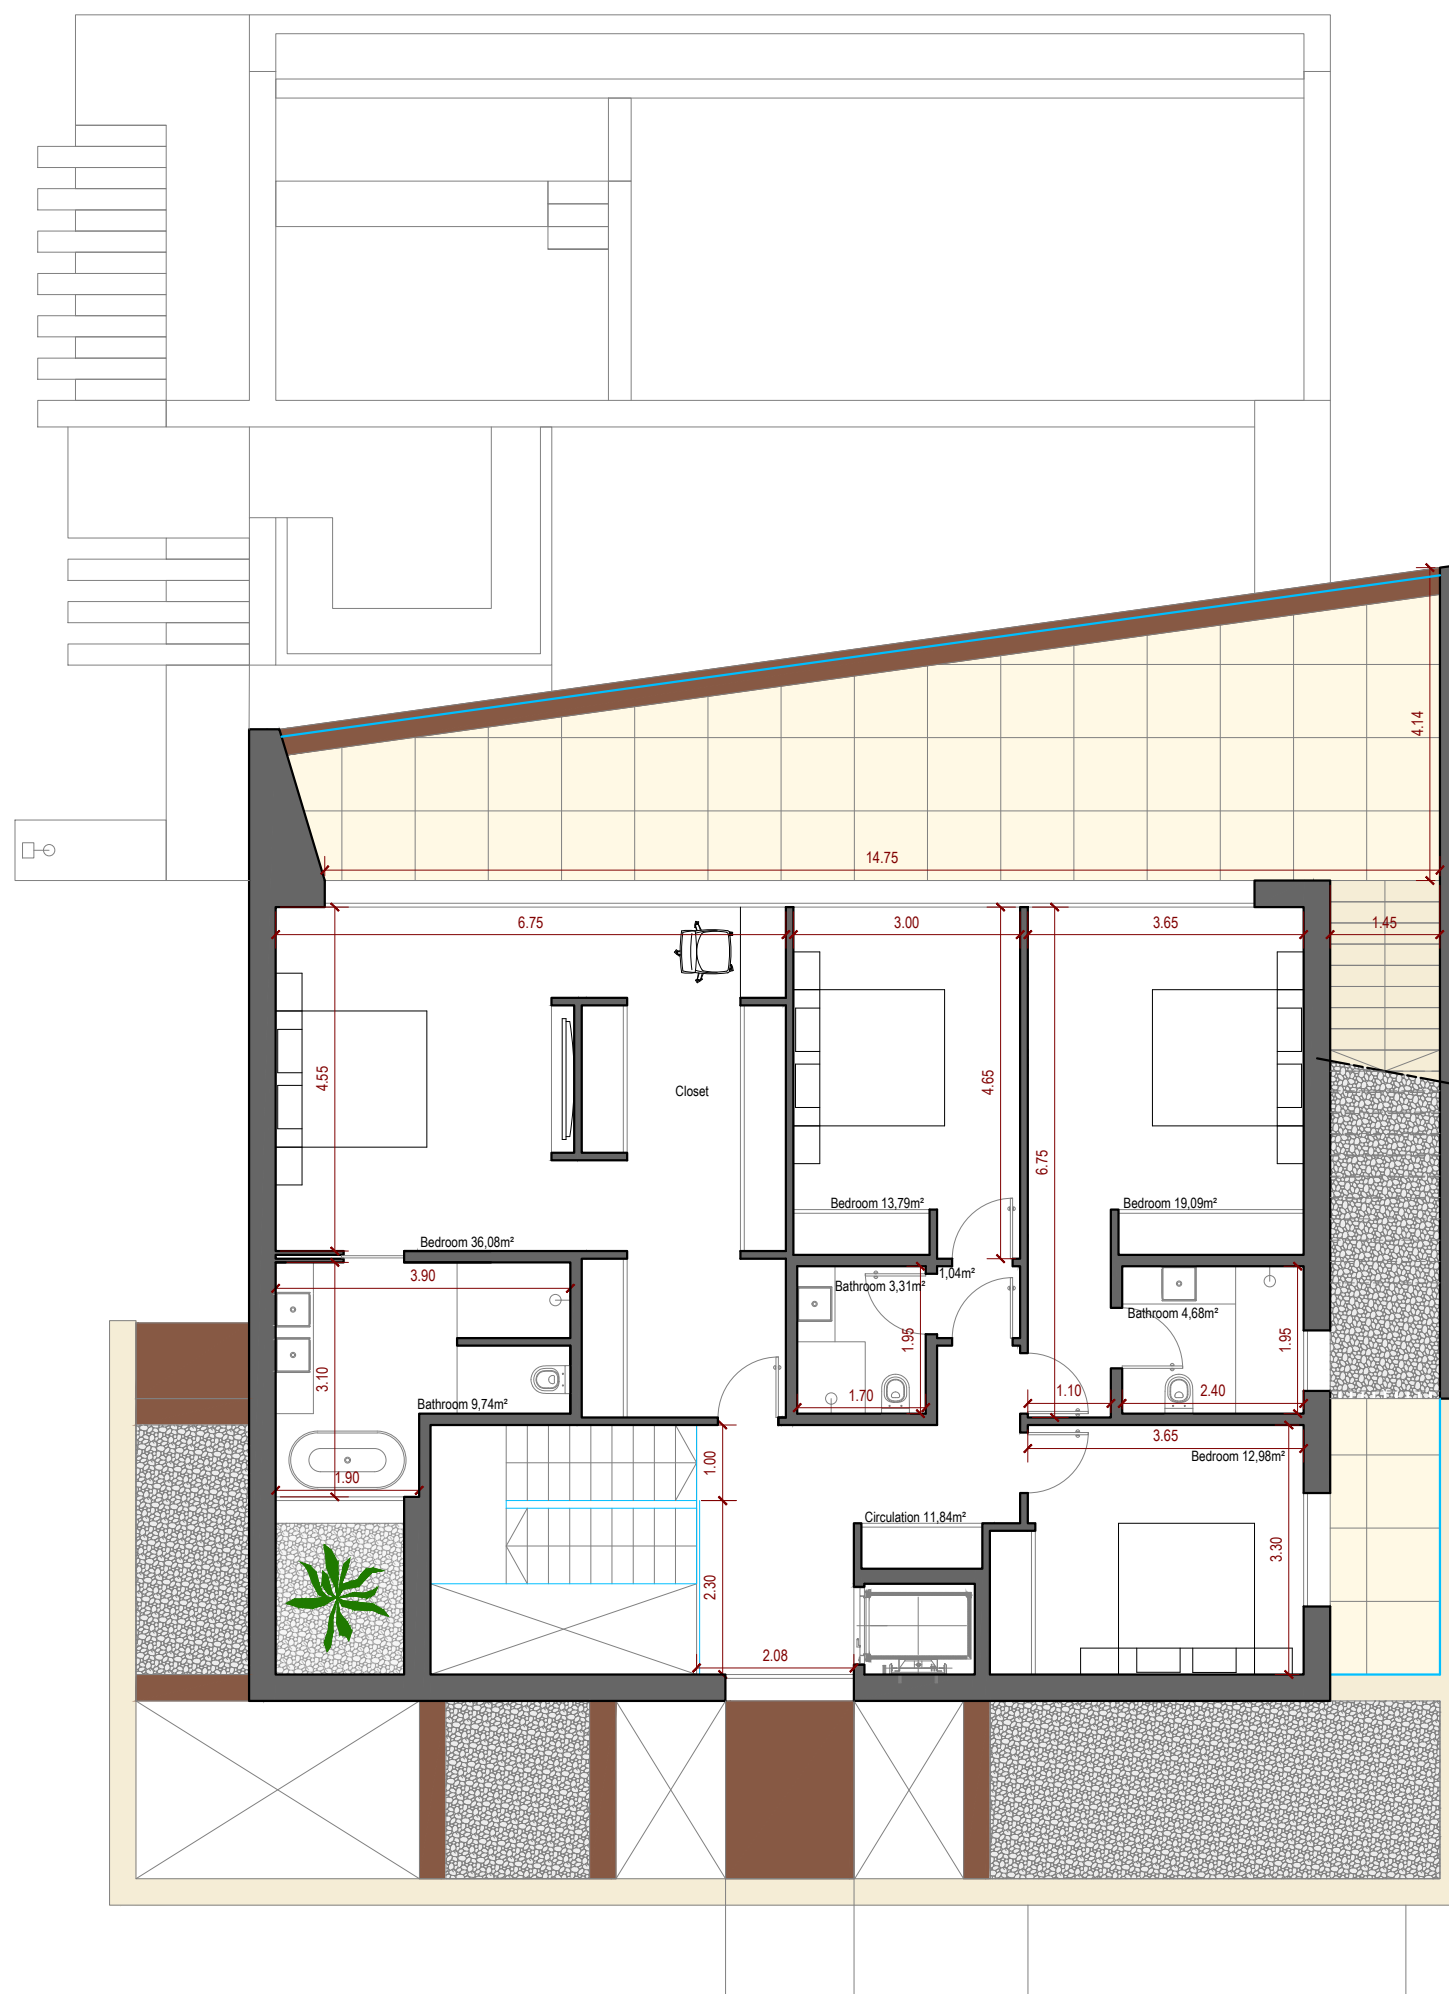 4.14
14.75
6.75
3.00
3.65
1.45
4.55
4.65
6.75
Closet
Bedroom 13,79m²
Bedroom 19,09m²
Bedroom 36,08m²
3.90
1,04m²
Bathroom 3,31m²
Bathroom 4,68m²
1.95
1.95
3.10
1.70
1.10
2.40
Bathroom 9,74m²
3.65
Bedroom 12,98m²
1.00
1.90
Circulation 11,84m²
3.30
2.30
2.08